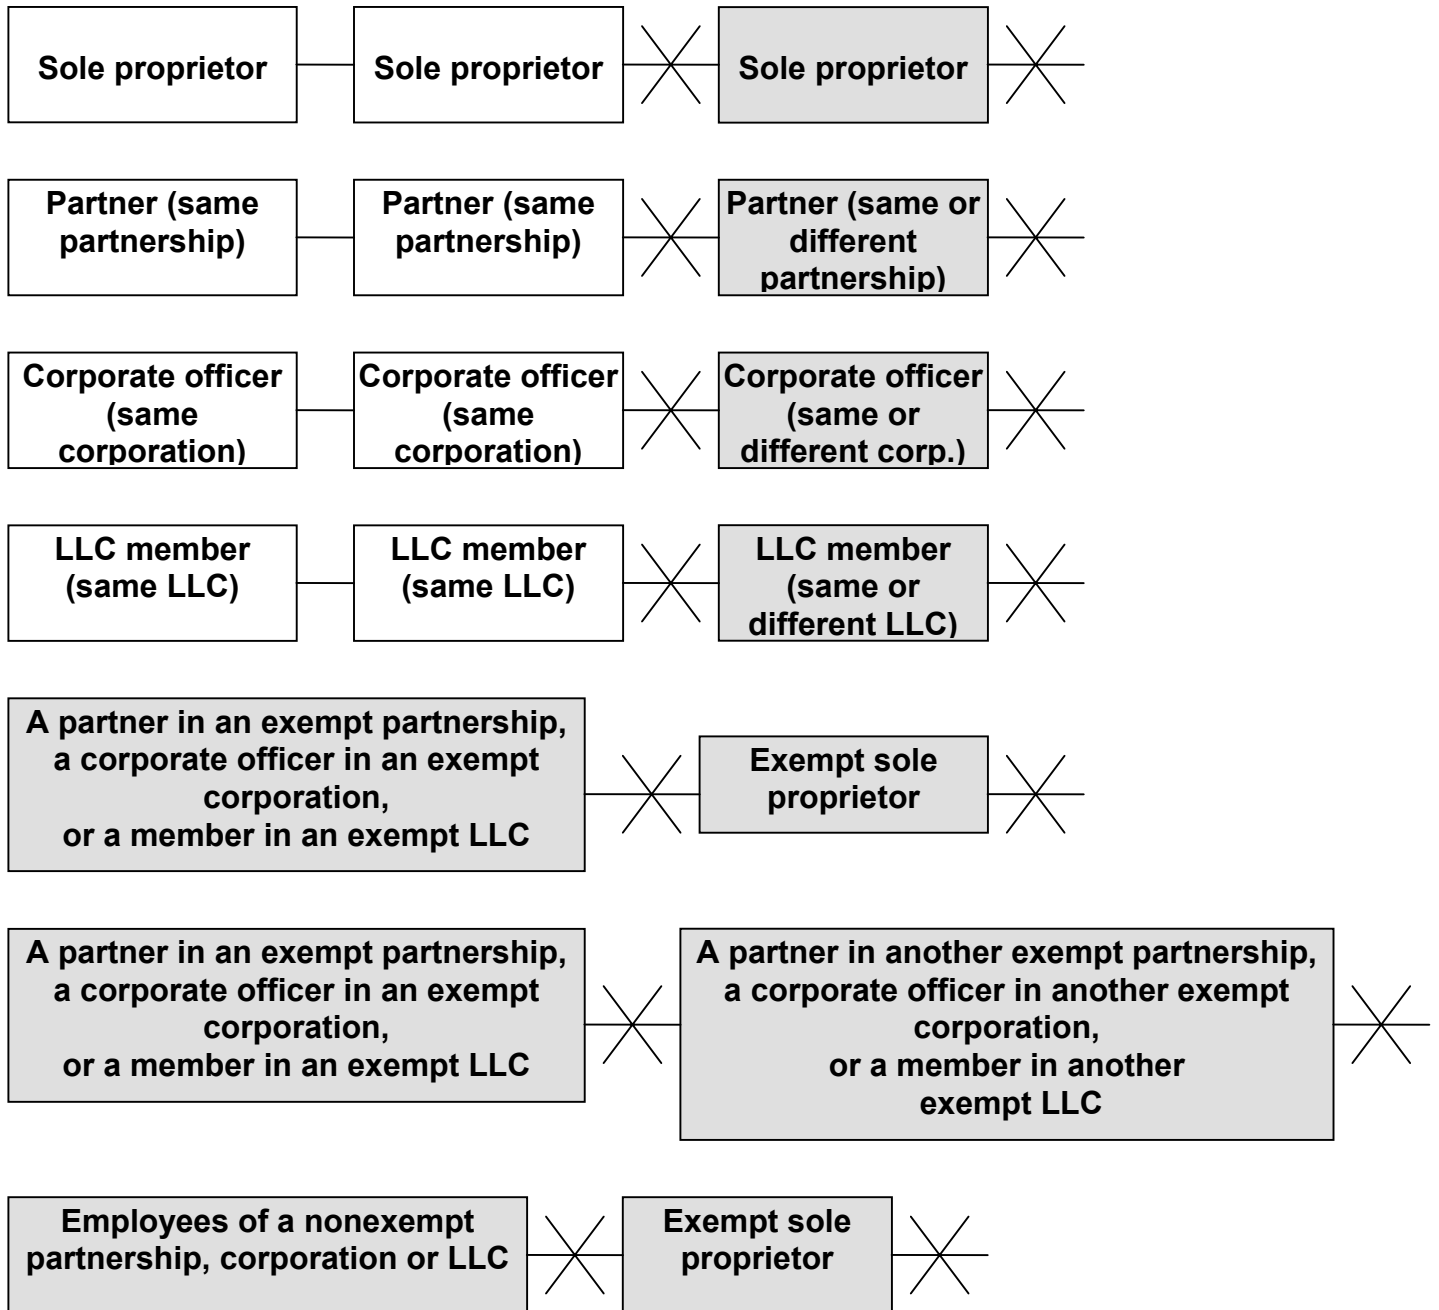 Sole proprietor
Sole proprietor
Sole proprietor
Partner (same
partnership)
Partner (same
partnership)
Partner (same or
different
partnership)
Corporate officer
(same
corporation)
Corporate officer
(same
corporation)
Corporate officer
(same or
different corp.)
LLC member
(same LLC)
LLC member
(same LLC)
LLC member
(same or
different LLC)
A partner in an exempt partnership,
a corporate officer in an exempt
corporation,
or a member in an exempt LLC
Exempt sole
proprietor
A partner in an exempt partnership,
a corporate officer in an exempt
corporation,
or a member in an exempt LLC
A partner in another exempt partnership,
a corporate officer in another exempt
corporation,
or a member in another
exempt LLC
Employees of a nonexempt
partnership, corporation or LLC
Exempt sole
proprietor